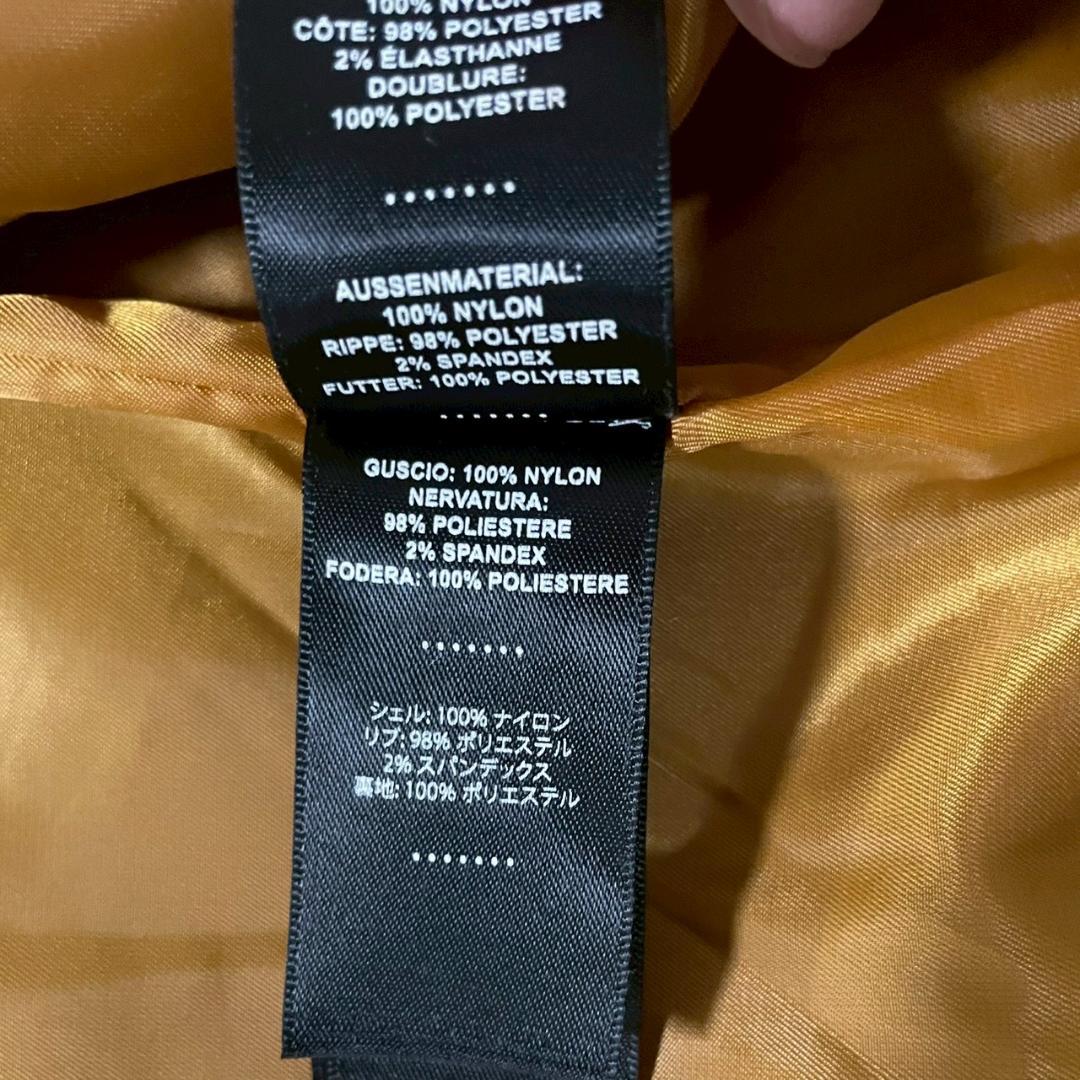 100% NYLON
CÔTE: 98% POLYESTER
2% ÉLASTHANNE
DOUBLURE:
100% POLYESTER
.......
AUSSENMATERIAL:
100% NYLON
RIPPE: 98% POLYESTER
2% SPANDEX
FUTTER: 100% POLYESTER
.......
GUSCIO: 100% NYLON
NERVATURA:
98% POLIESTERE
2% SPANDEX
FODERA: 100% POLIESTERE
.......
シェル: 100% ナイロン
リブ: 98% ポリエステル
2% スパンデックス
裏地: 100% ポリエステル
.......